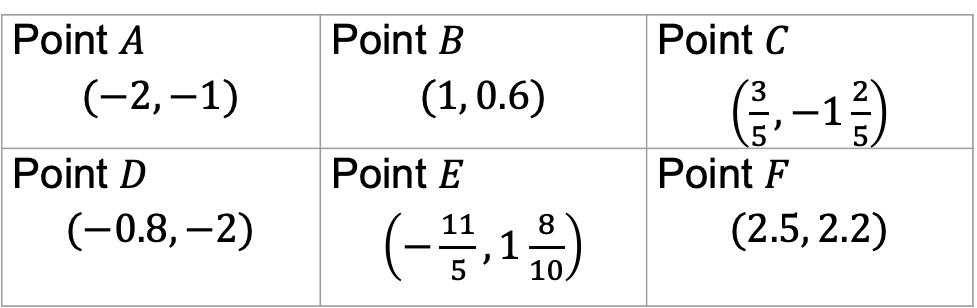 Point A Point B Point C
(−2, −1) (1, 0.6) (3/5, −1 2/5)
Point D Point E Point F
(−0.8, −2) (−11/5, 1 8/10) (2.5, 2.2)